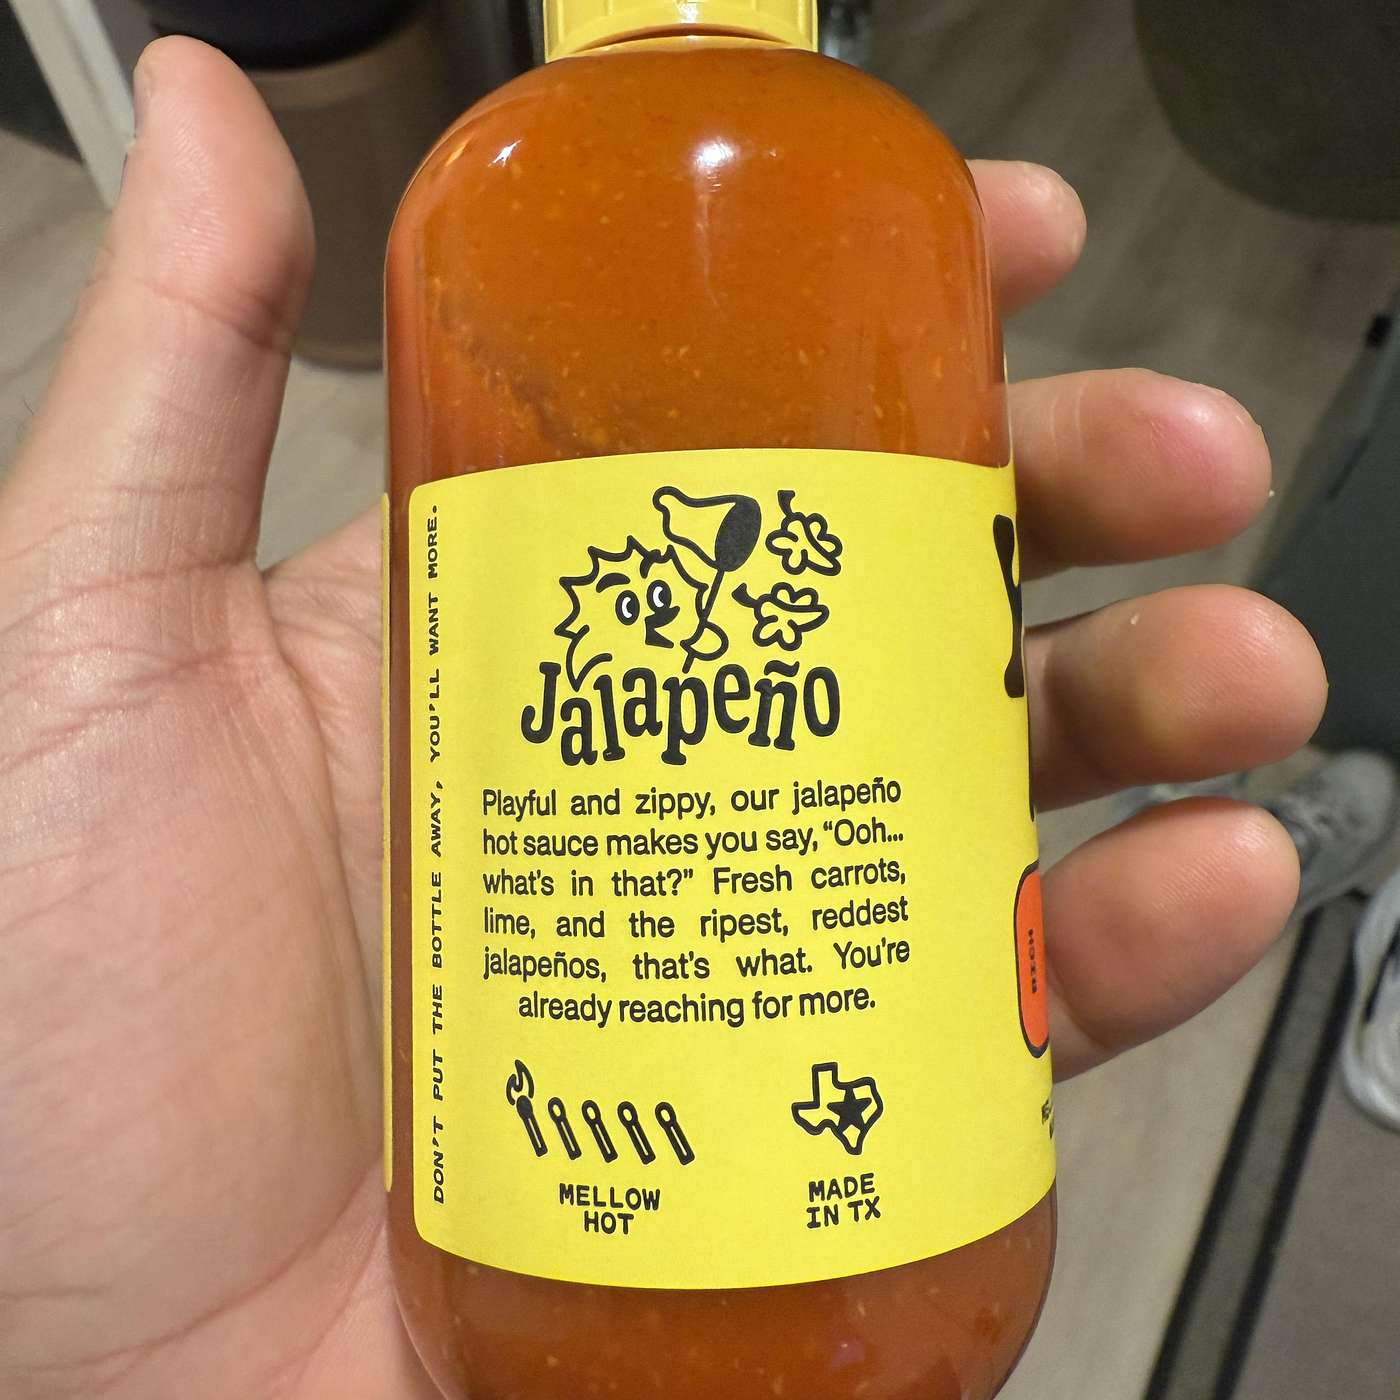 DON'T PUT THE BOTTLE AWAY, YOU'LL WANT MORE.
Jalapeño
Playful and zippy, our jalapeño
hot sauce makes you say, “Ooh...
what's in that?” Fresh carrots,
lime, and the ripest, reddest
jalapeños, that's what. You're
already reaching for more.
MELLOW
HOT
MADE
IN TX
HIGH